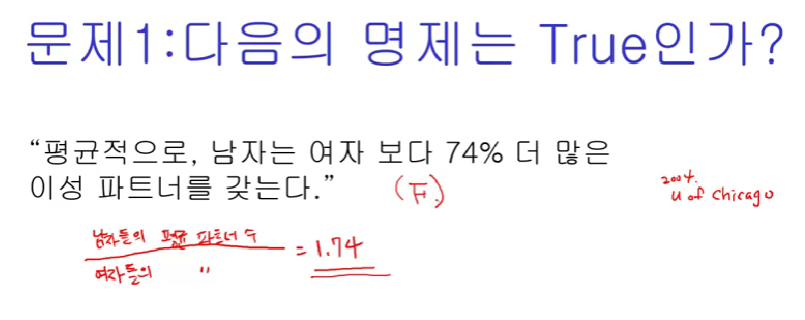 문제1:다음의 명제는 True인가?
“평균적으로, 남자는 여자 보다 74% 더 많은
이성 파트너를 갖는다.” (F.)
2004.
U of Chicago
남자들의 평균 파트너 수
= 1.74
여자들의 〃